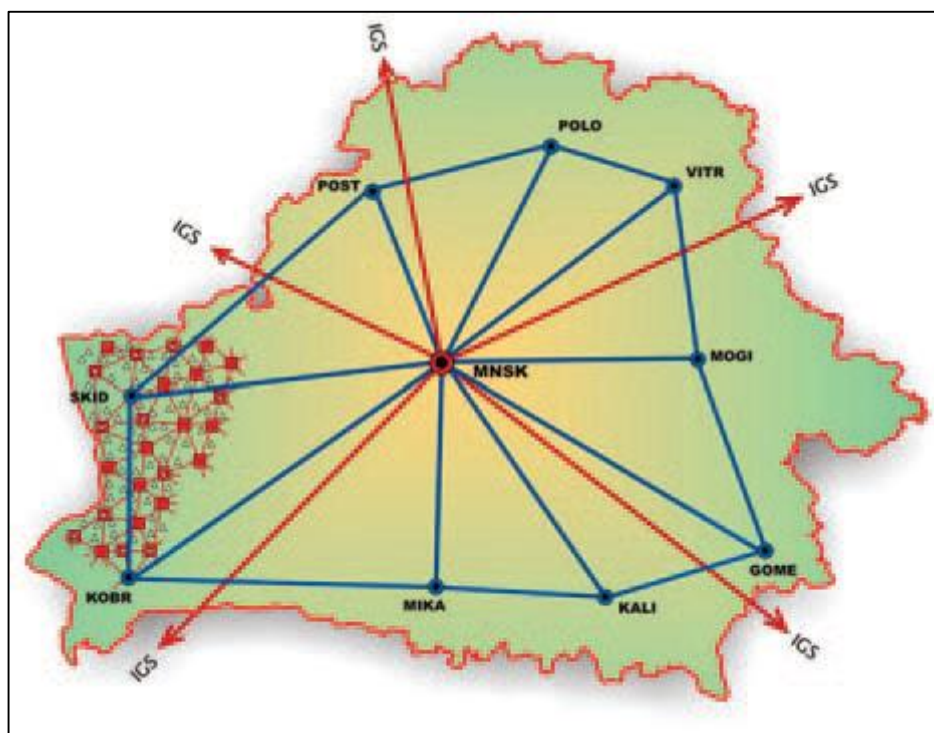 IGS
POLO
POST
VITR
IGS
IGS
MNSK
MOGI
SKID
GOME
KOBR
MIKA
KALI
IGS
IGS